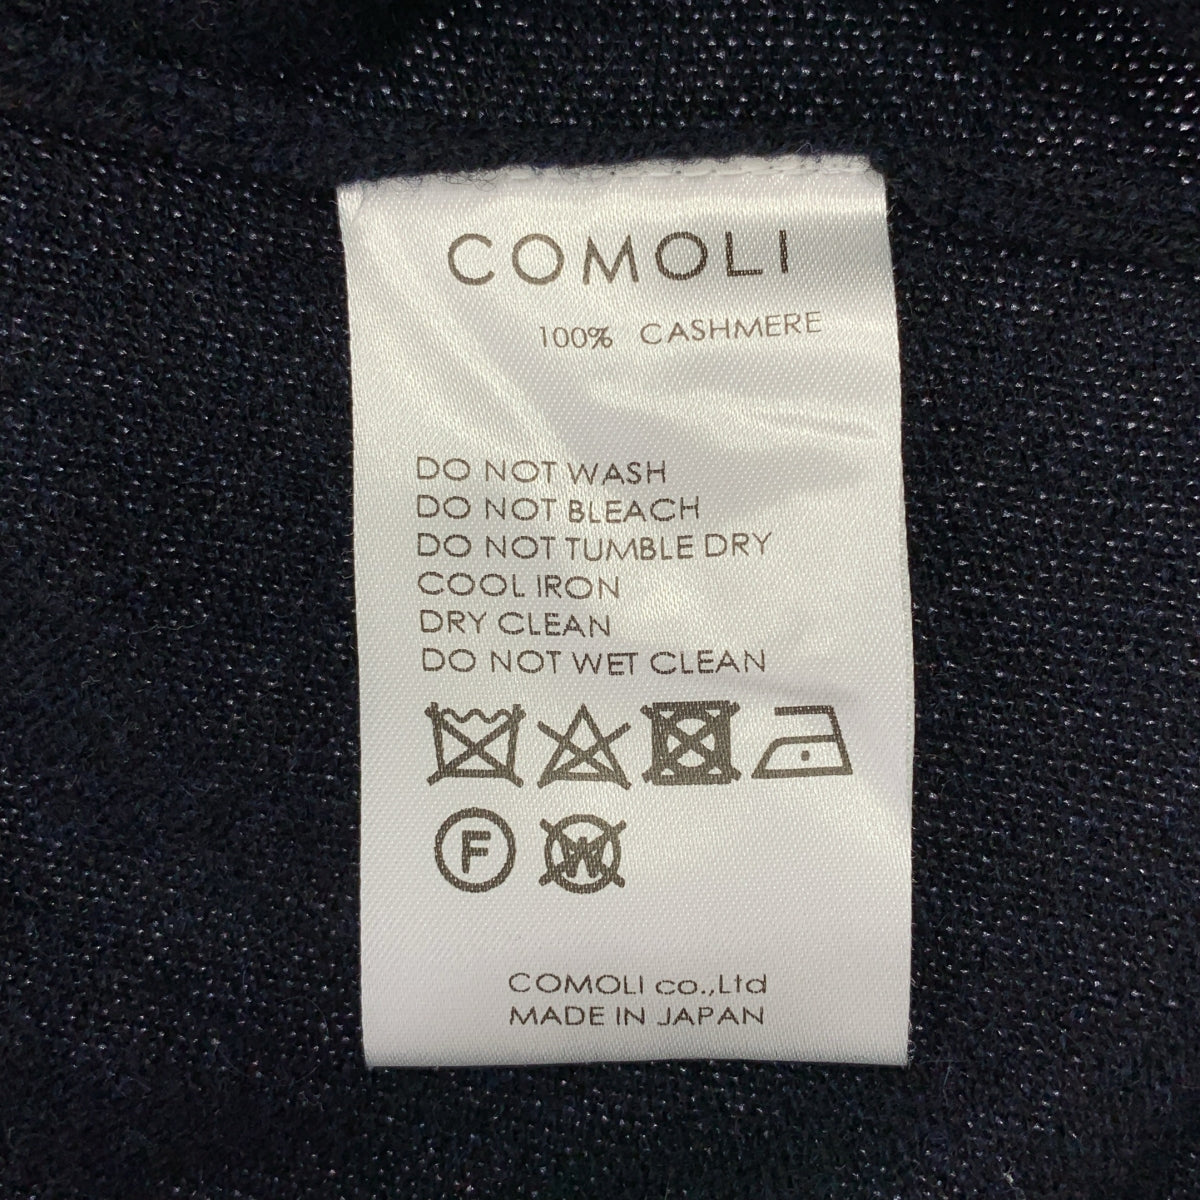 COMOLI
100% CASHMERE
DO NOT WASH
DO NOT BLEACH
DO NOT TUMBLE DRY
COOL IRON
DRY CLEAN
DO NOT WET CLEAN
F W
COMOLI co.,Ltd
MADE IN JAPAN